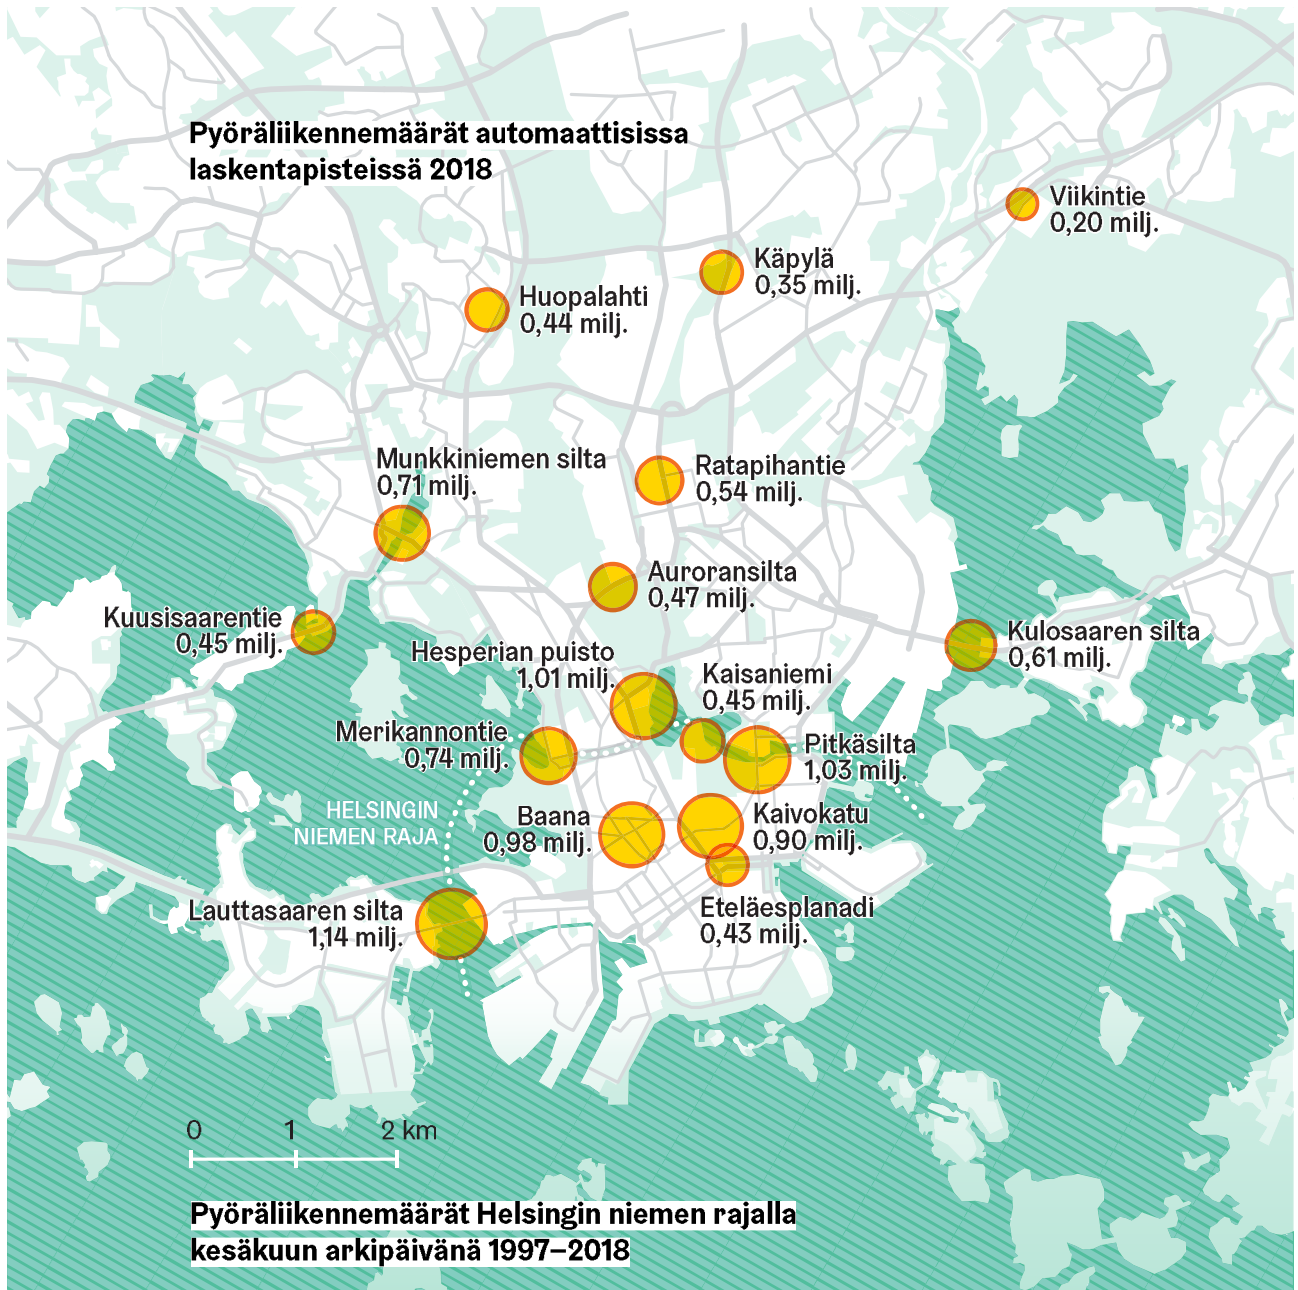 Pyöräliikennemäärät automaattisissa
laskentapisteissä 2018
Viikintie
0,20 milj.
Käpylä
0,35 milj.
Huopalahti
0,44 milj.
Munkkiniemen silta
0,71 milj.
Ratapihantie
0,54 milj.
Auroransilta
0,47 milj.
Kuusisaarentie
0,45 milj.
Kulosaaren silta
0,61 milj.
Hesperian puisto
1,01 milj.
Kaisaniemi
0,45 milj.
Merikannontie
0,74 milj.
Pitkäsilta
1,03 milj.
HELSINGIN
NIEMEN RAJA
Baana
0,98 milj.
Kaivokatu
0,90 milj.
Lauttasaaren silta
1,14 milj.
Eteläesplanadi
0,43 milj.
0 1 2 km
Pyöräliikennemäärät Helsingin niemen rajalla
kesäkuun arkipäivänä 1997–2018